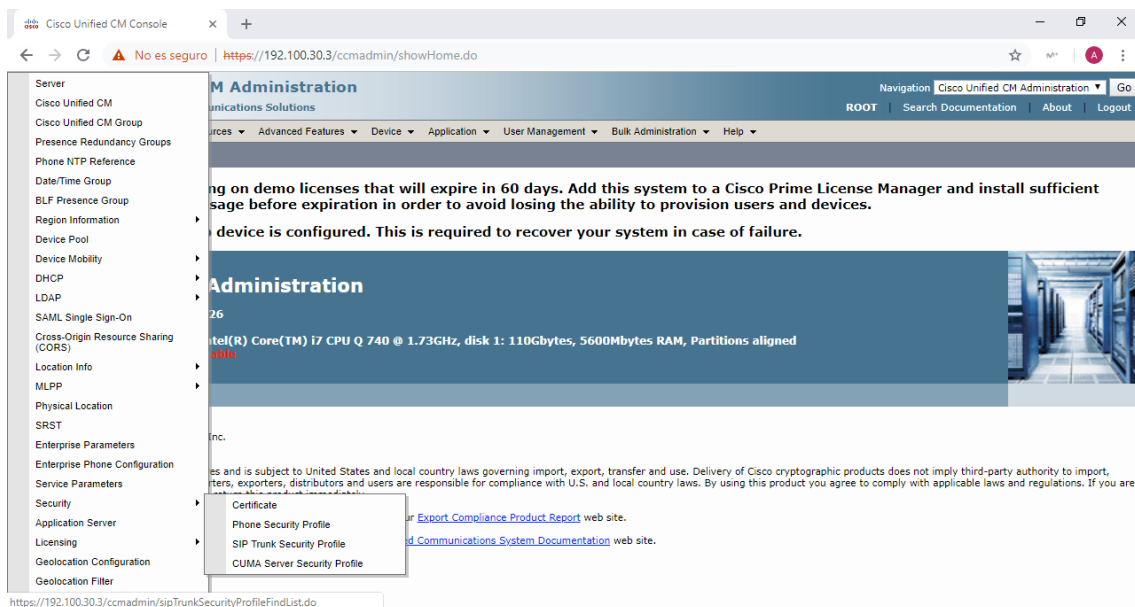 Cisco Unified CM Console
No es seguro | https://192.100.30.3/ccmadmin/showHome.do
A
M Administration
unications Solutions
Navigation Cisco Unified CM Administration Go
ROOT | Search Documentation | About | Logout
urces Advanced Features Device Application User Management Bulk Administration Help
Server
Cisco Unified CM
Cisco Unified CM Group
Presence Redundancy Groups
Phone NTP Reference
Date/Time Group
BLF Presence Group
Region Information
Device Pool
Device Mobility
DHCP
LDAP
SAML Single Sign-On
Cross-Origin Resource Sharing
(CORS)
Location Info
MLPP
Physical Location
SRST
Enterprise Parameters
Enterprise Phone Configuration
Service Parameters
Security
Application Server
Licensing
Geolocation Configuration
Geolocation Filter
Certificate
Phone Security Profile
SIP Trunk Security Profile
CUMA Server Security Profile
ng on demo licenses that will expire in 60 days. Add this system to a Cisco Prime License Manager and install sufficient
sage before expiration in order to avoid losing the ability to provision users and devices.
device is configured. This is required to recover your system in case of failure.
Administration
26
tel(R) Core(TM) i7 CPU Q 740 @ 1.73GHz, disk 1: 110Gbytes, 5600Mbytes RAM, Partitions aligned
able
Inc.
es and is subject to United States and local country laws governing import, export, transfer and use. Delivery of Cisco cryptographic products does not imply third-party authority to import,
rters, exporters, distributors and users are responsible for compliance with U.S. and local country laws. By using this product you agree to comply with applicable laws and regulations. If you are
ur Export Compliance Product Report web site.
d Communications System Documentation web site.
https://192.100.30.3/ccmadmin/sipTrunkSecurityProfileFindList.do